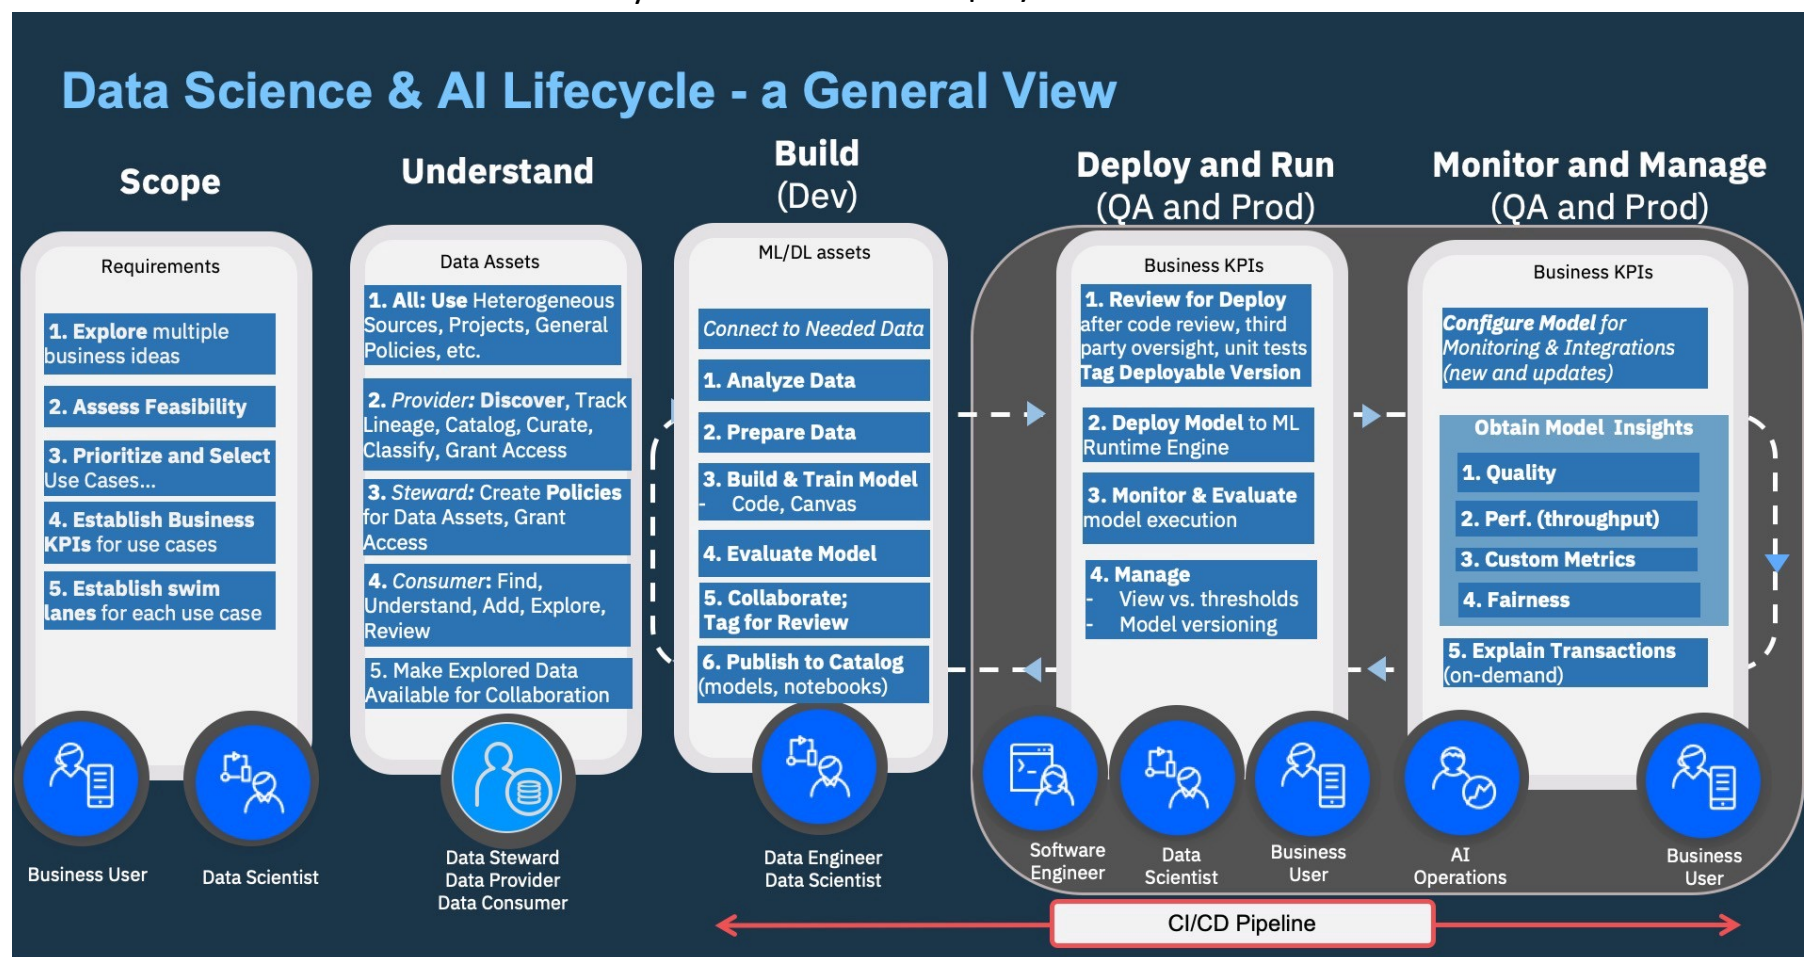 Data Science & AI Lifecycle - a General View
Scope
Requirements
1. Explore multiple
business ideas
2. Assess Feasibility
3. Prioritize and Select
Use Cases...
4. Establish Business
KPIs for use cases
5. Establish swim
lanes for each use case
Business User
Data Scientist
Understand
Data Assets
1. All: Use Heterogeneous
Sources, Projects, General
Policies, etc.
2. Provider: Discover, Track
Lineage, Catalog, Curate,
Classify, Grant Access
3. Steward: Create Policies
for Data Assets, Grant
Access
4. Consumer: Find,
Understand, Add, Explore,
Review
5. Make Explored Data
Available for Collaboration
Data Steward
Data Provider
Data Consumer
Build
(Dev)
ML/DL assets
Connect to Needed Data
1. Analyze Data
2. Prepare Data
3. Build & Train Model
- Code, Canvas
4. Evaluate Model
5. Collaborate;
Tag for Review
6. Publish to Catalog
(models, notebooks)
Data Engineer
Data Scientist
Deploy and Run
(QA and Prod)
Business KPIs
1. Review for Deploy
after code review, third
party oversight, unit tests
Tag Deployable Version
2. Deploy Model to ML
Runtime Engine
3. Monitor & Evaluate
model execution
4. Manage
- View vs. thresholds
- Model versioning
Software
Engineer
Data
Scientist
Business
User
Monitor and Manage
(QA and Prod)
Business KPIs
Configure Model for
Monitoring & Integrations
(new and updates)
Obtain Model Insights
1. Quality
2. Perf. (throughput)
3. Custom Metrics
4. Fairness
5. Explain Transactions
(on-demand)
AI
Operations
Business
User
CI/CD Pipeline